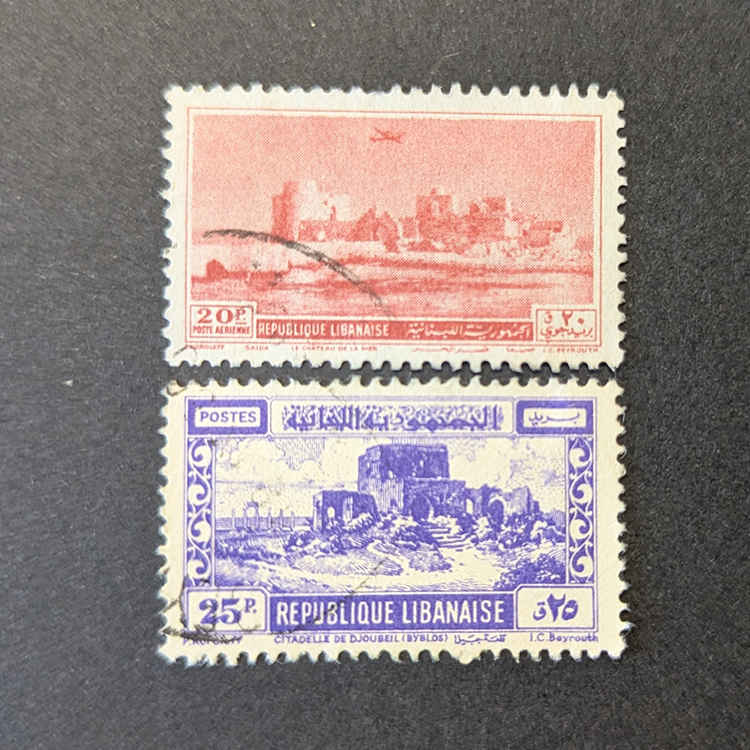 20P.
POSTE AERIENNE
REPUBLIQUE LIBANAISE
الجمهورية اللبنانية
٢٠ ق
بريد جوي
SAIDA LE CHATEAU DE LA MER
I.C. BEYROUTH
POSTES
الجمهورية اللبنانية
بريد
25P.
REPUBLIQUE LIBANAISE
٢٥ ق
CITADELLE DE DJOUBEIL (BYBLOS) قلعة جبيل
I.C. Beyrouth